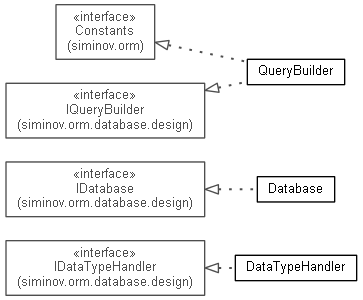 «interface»
Constants
(siminov.orm)
QueryBuilder
«interface»
IQueryBuilder
(siminov.orm.database.design)
«interface»
IDatabase
(siminov.orm.database.design)
Database
«interface»
IDataTypeHandler
(siminov.orm.database.design)
DataTypeHandler